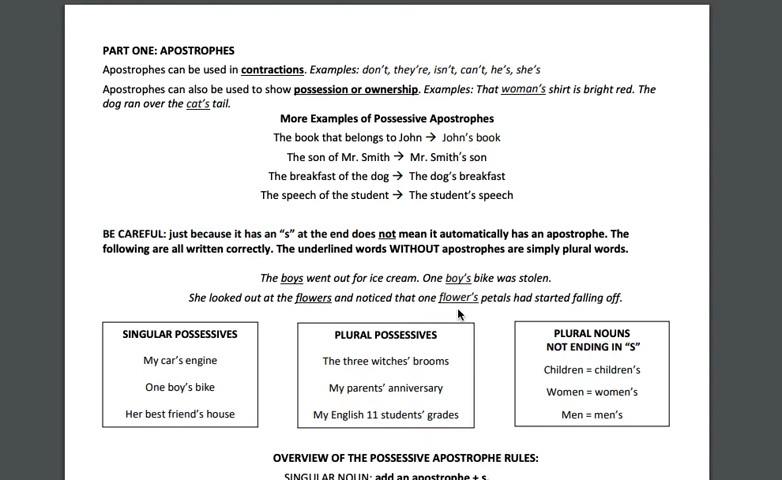 PART ONE: APOSTROPHES
Apostrophes can be used in contractions. Examples: don't, they're, isn't, can't, he's, she's
Apostrophes can also be used to show possession or ownership. Examples: That woman's shirt is bright red. The
dog ran over the cat's tail.
More Examples of Possessive Apostrophes
The book that belongs to John → John's book
The son of Mr. Smith → Mr. Smith's son
The breakfast of the dog → The dog's breakfast
The speech of the student → The student's speech
BE CAREFUL: just because it has an “s” at the end does not mean it automatically has an apostrophe. The
following are all written correctly. The underlined words WITHOUT apostrophes are simply plural words.
The boys went out for ice cream. One boy's bike was stolen.
She looked out at the flowers and noticed that one flower's petals had started falling off.
SINGULAR POSSESSIVES
My car's engine
One boy's bike
Her best friend's house
PLURAL POSSESSIVES
The three witches' brooms
My parents' anniversary
My English 11 students' grades
PLURAL NOUNS
NOT ENDING IN “S”
Children = children's
Women = women's
Men = men's
OVERVIEW OF THE POSSESSIVE APOSTROPHE RULES:
SINGULAR NOUN: add an apostrophe + s.